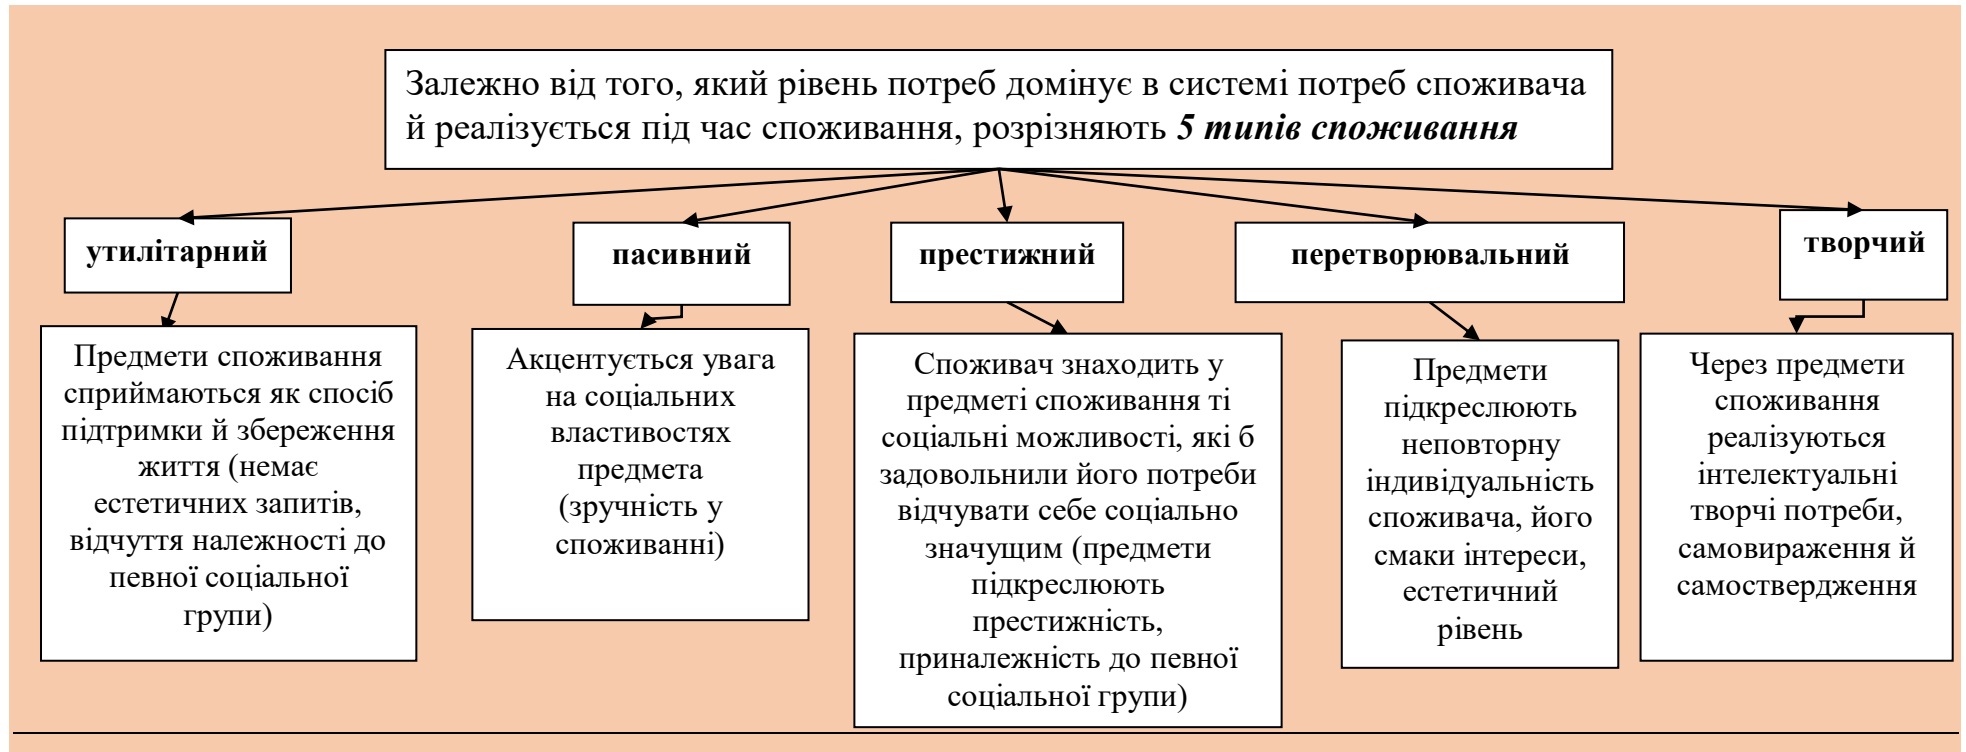 Залежно від того, який рівень потреб домінує в системі потреб споживача
й реалізується під час споживання, розрізняють 5 типів споживання
утилітарний
пасивний
престижний
перетворювальний
творчий
Предмети споживання
сприймаються як спосіб
підтримки й збереження
життя (немає
естетичних запитів,
відчуття належності до
певної соціальної
групи)
Акцентується увага
на соціальних
властивостях
предмета
(зручність у
споживанні)
Споживач знаходить у
предметі споживання ті
соціальні можливості, які б
задовольнили його потреби
відчувати себе соціально
значущим (предмети
підкреслюють
престижність,
приналежність до певної
соціальної групи)
Предмети
підкреслюють
неповторну
індивідуальність
споживача, його
смаки інтереси,
естетичний
рівень
Через предмети
споживання
реалізуються
інтелектуальні
творчі потреби,
самовираження й
самоствердження